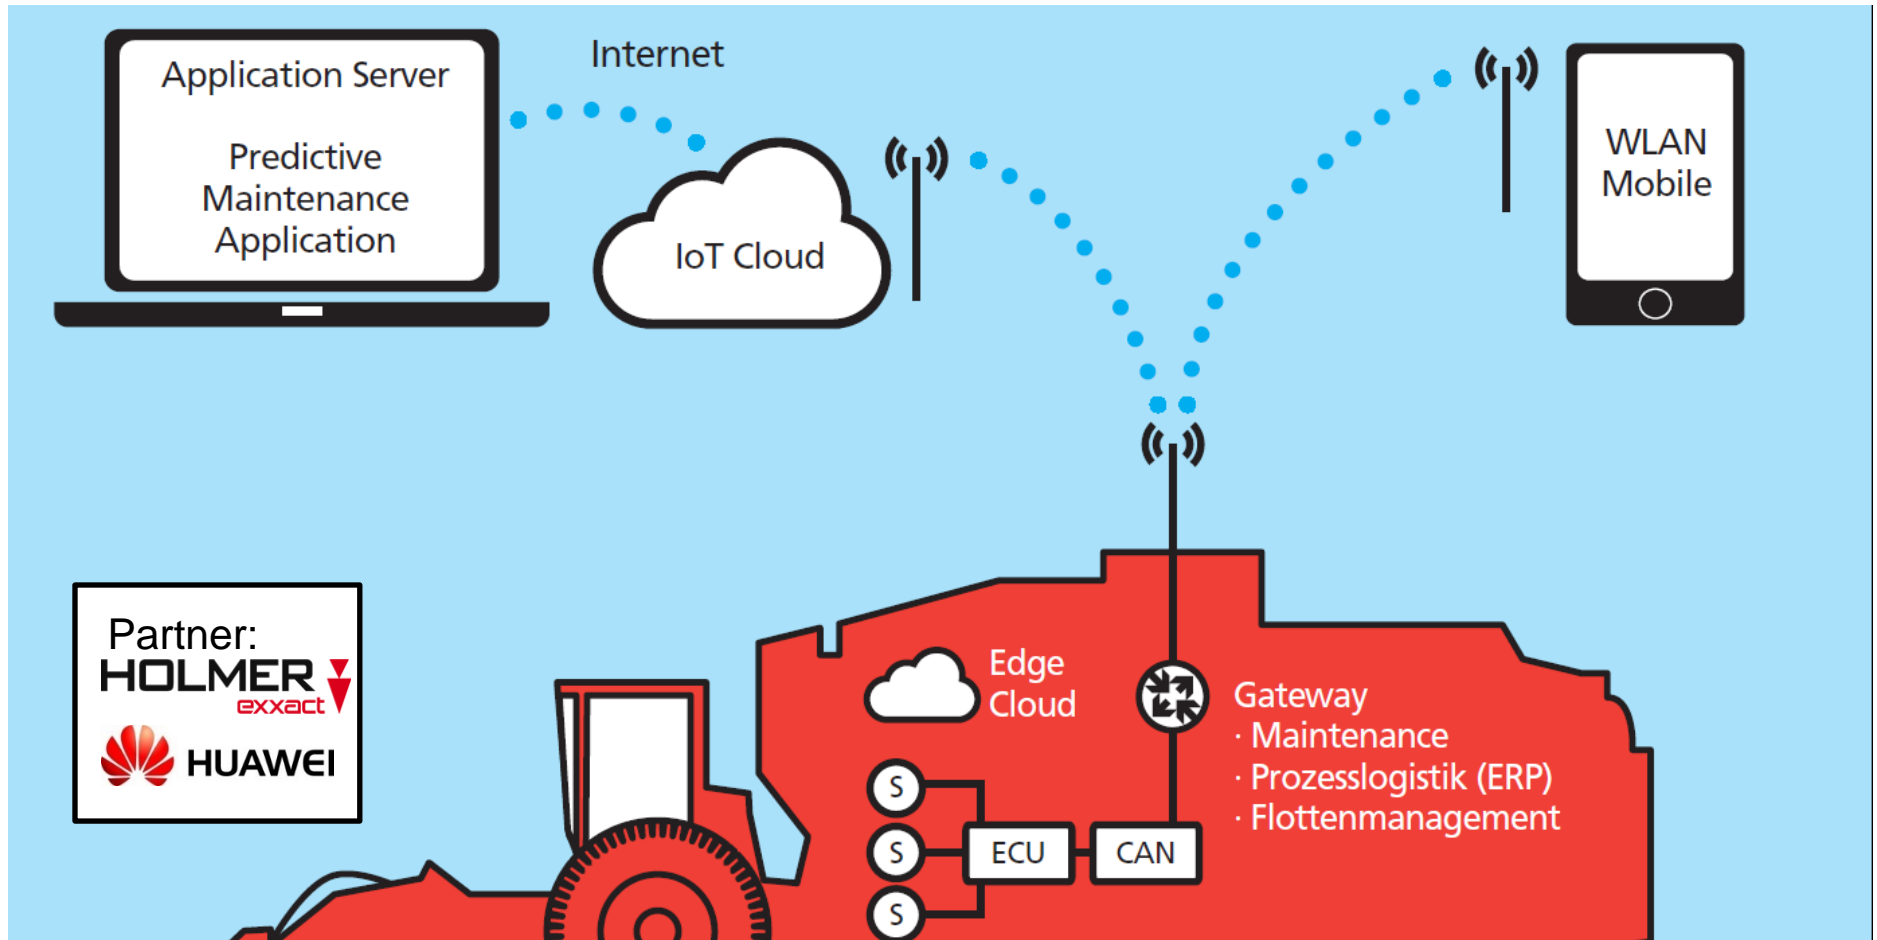 Application Server
Predictive
Maintenance
Application
Internet
IoT Cloud
WLAN
Mobile
Partner:
HOLMER
exxact
HUAWEI
Edge
Cloud
Gateway
· Maintenance
· Prozesslogistik (ERP)
· Flottenmanagement
S
S
S
ECU
CAN